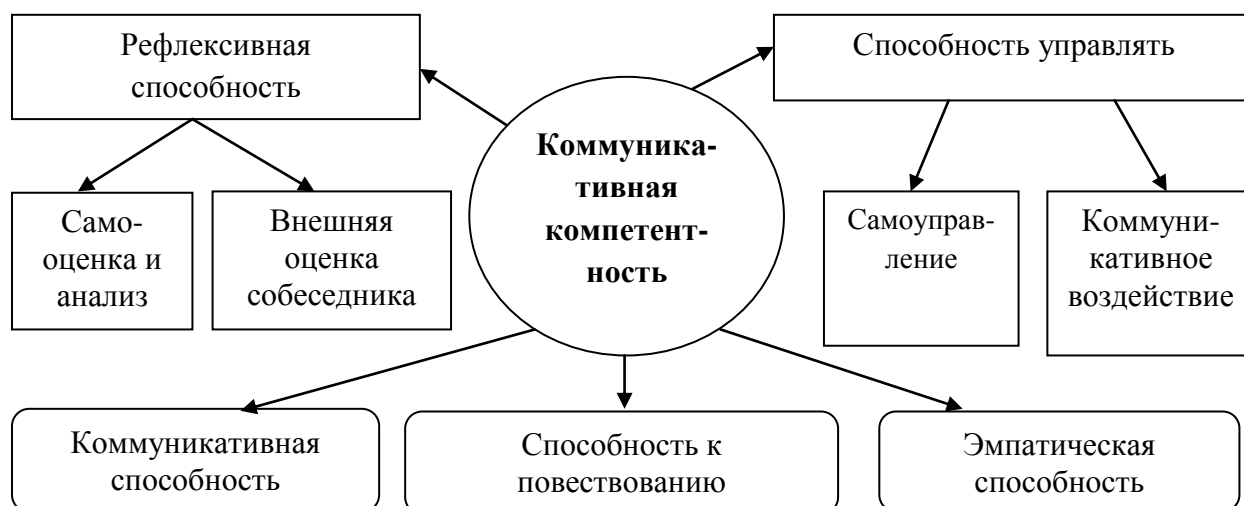 Рефлексивная
способность
Способность управлять
Коммуника-
тивная
компетент-
ность
Само-
оценка и
анализ
Внешняя
оценка
собеседника
Самоуправ-
ление
Коммуни-
кативное
воздействие
Коммуникативная
способность
Способность к
повествованию
Эмпатическая
способность